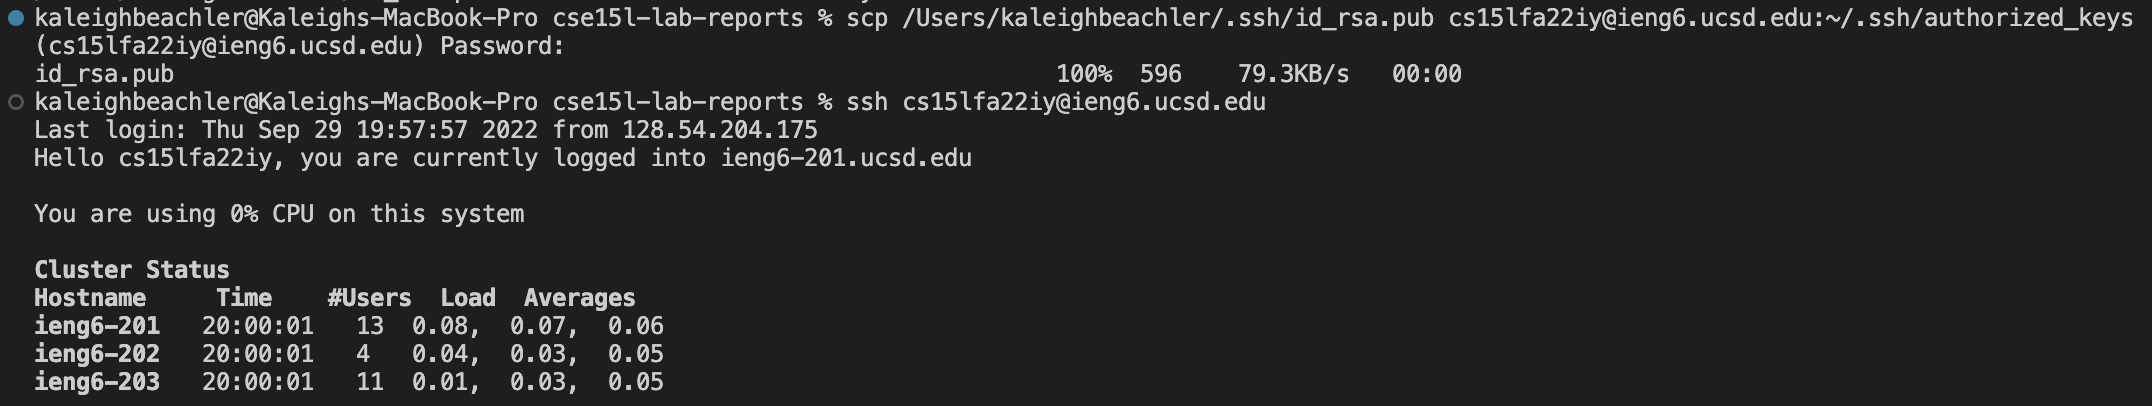 kaleighbeachler@Kaleighs-MacBook-Pro cse15l-lab-reports % scp /Users/kaleighbeachler/.ssh/id_rsa.pub cs15lfa22iy@ieng6.ucsd.edu:~/.ssh/authorized_keys
(cs15lfa22iy@ieng6.ucsd.edu) Password:
id_rsa.pub 100% 596 79.3KB/s 00:00
kaleighbeachler@Kaleighs-MacBook-Pro cse15l-lab-reports % ssh cs15lfa22iy@ieng6.ucsd.edu
Last login: Thu Sep 29 19:57:57 2022 from 128.54.204.175
Hello cs15lfa22iy, you are currently logged into ieng6-201.ucsd.edu
You are using 0% CPU on this system
Cluster Status
Hostname Time #Users Load Averages
ieng6-201 20:00:01 13 0.08, 0.07, 0.06
ieng6-202 20:00:01 4 0.04, 0.03, 0.05
ieng6-203 20:00:01 11 0.01, 0.03, 0.05